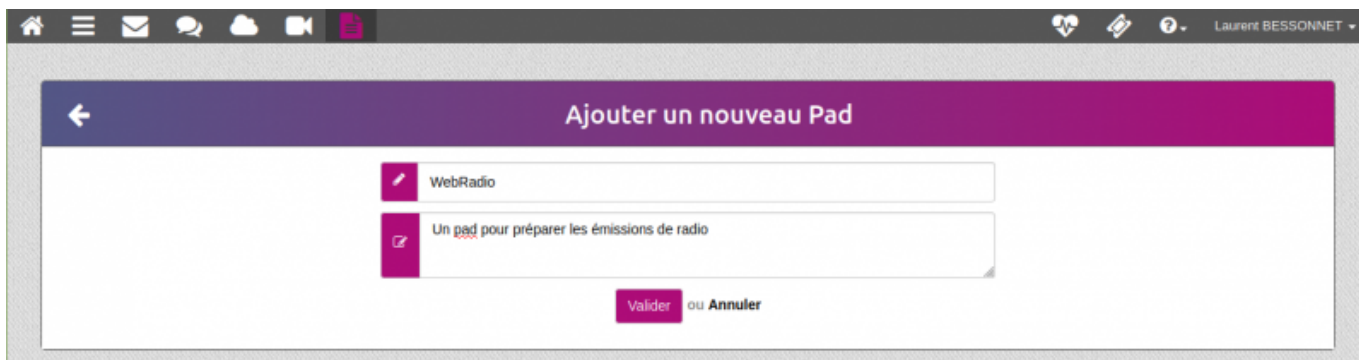 Laurent BESSONNET
Ajouter un nouveau Pad
WebRadio
Un pad pour préparer les émissions de radio
Valider ou Annuler